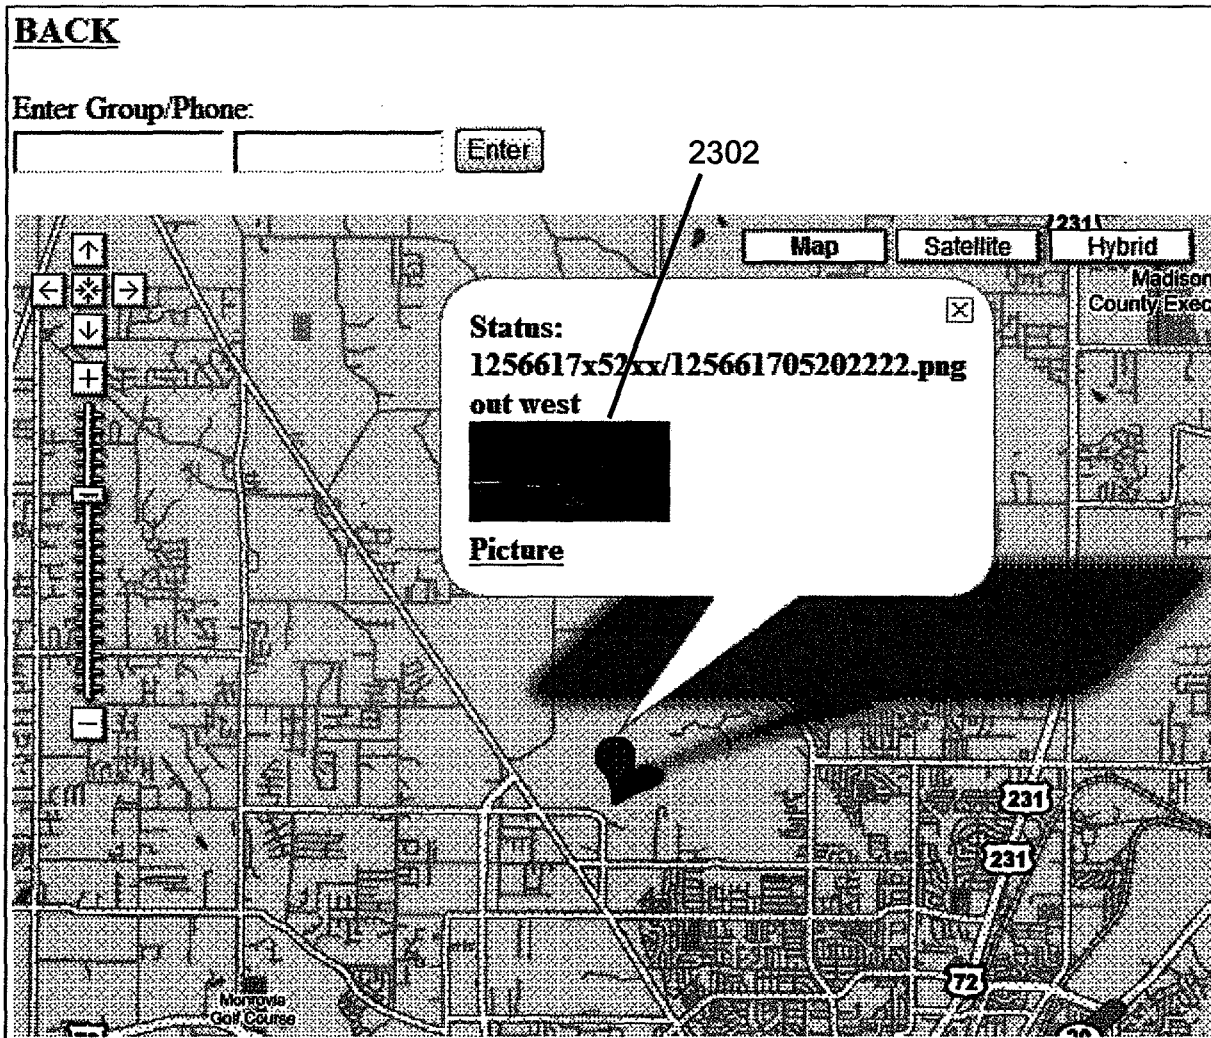 BACK
Enter Group/Phone:
Enter
2302
231
Map Satellite Hybrid
Madison
County Exec
Status:
1256617x52xx/125661705202222.png
out west
Picture
231
231
72
Monrovia
Golf Course